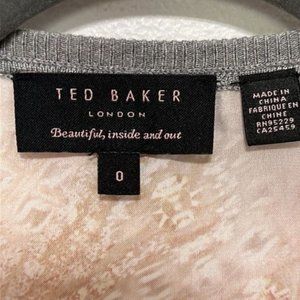 TED BAKER
LONDON
Beautiful, inside and out
0
MADE IN
CHINA
FABRIQUE EN
CHINE
RN95229
CA25459